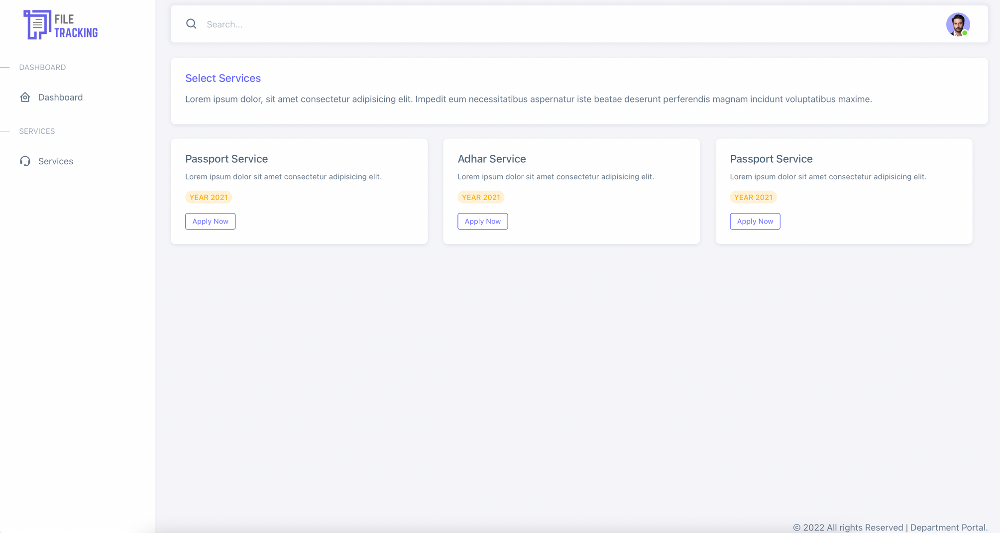 FILE
TRACKING
Search...
DASHBOARD
Dashboard
SERVICES
Services
Select Services
Lorem ipsum dolor, sit amet consectetur adipisicing elit. Impedit eum necessitatibus aspernatur iste beatae deserunt perferendis magnam incidunt voluptatibus maxime.
Passport Service
Lorem ipsum dolor sit amet consectetur adipisicing elit.
YEAR 2021
Apply Now
Adhar Service
Lorem ipsum dolor sit amet consectetur adipisicing elit.
YEAR 2021
Apply Now
Passport Service
Lorem ipsum dolor sit amet consectetur adipisicing elit.
YEAR 2021
Apply Now
© 2022 All rights Reserved | Department Portal.